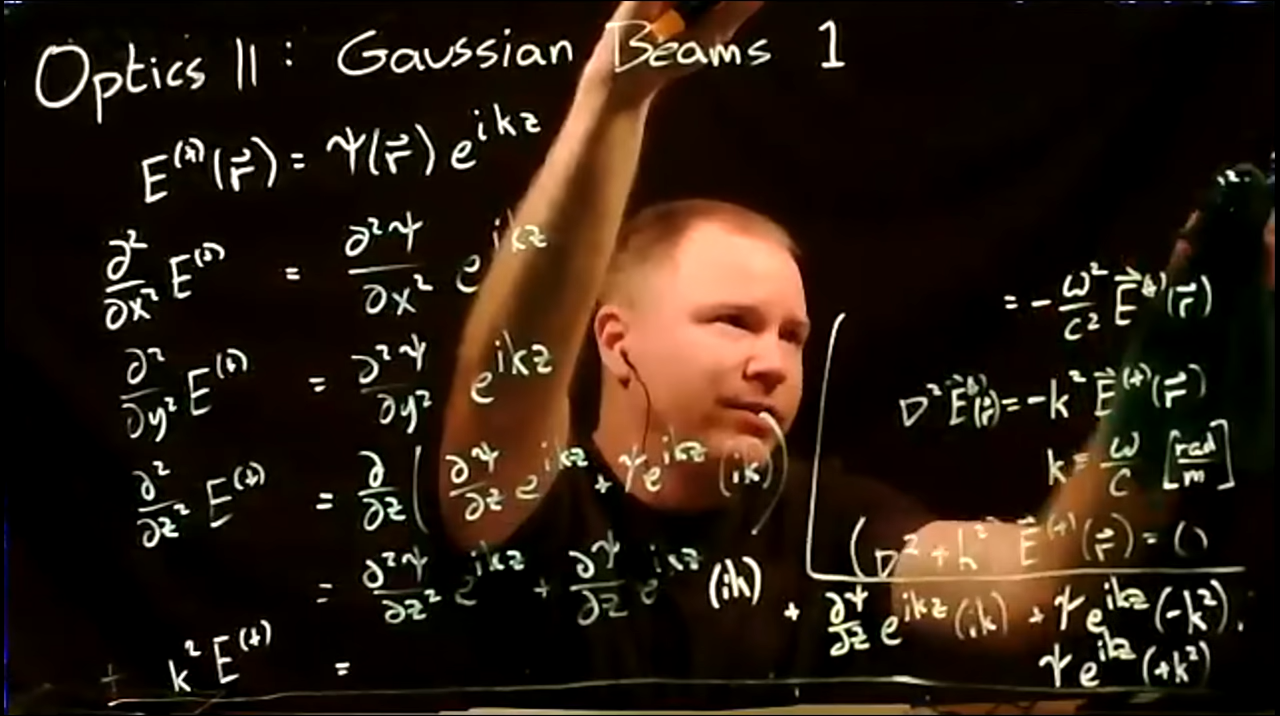 Optics II : Gaussian Beams 1
E⁽⁺⁾(r⃗) = ψ(r⃗) e^{ikz}
∂²/∂x² E⁽⁺⁾ = ∂²ψ/∂x² e^{ikz}
∂²/∂y² E⁽⁺⁾ = ∂²ψ/∂y² e^{ikz}
∂²/∂z² E⁽⁺⁾ = ∂/∂z ( ∂ψ/∂z e^{ikz} + ψ e^{ikz} (ik) )
= ∂²ψ/∂z² e^{ikz} + ∂ψ/∂z e^{ikz} (ik) + ∂ψ/∂z e^{ikz} (ik) + ψ e^{ikz} (-k²).
+ k² E⁽⁺⁾ = ψ e^{ikz} (+k²)
= - ω²/c² E⃗⁽⁺⁾(r⃗)
∇² E⃗⁽⁺⁾(r⃗) = -k² E⃗⁽⁺⁾(r⃗)
k = ω/c [rad/m]
(∇² + k² E⃗⁽⁺⁾(r⃗) = 0